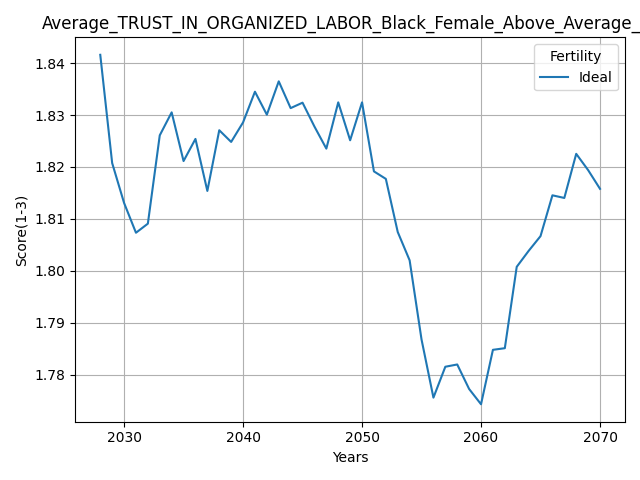 Average_TRUST_IN_ORGANIZED_LABOR_Black_Female_Above_Average_
Fertility
Ideal
1.84
1.83
1.82
1.81
1.80
1.79
1.78
Score(1-3)
2030 2040 2050 2060 2070
Years